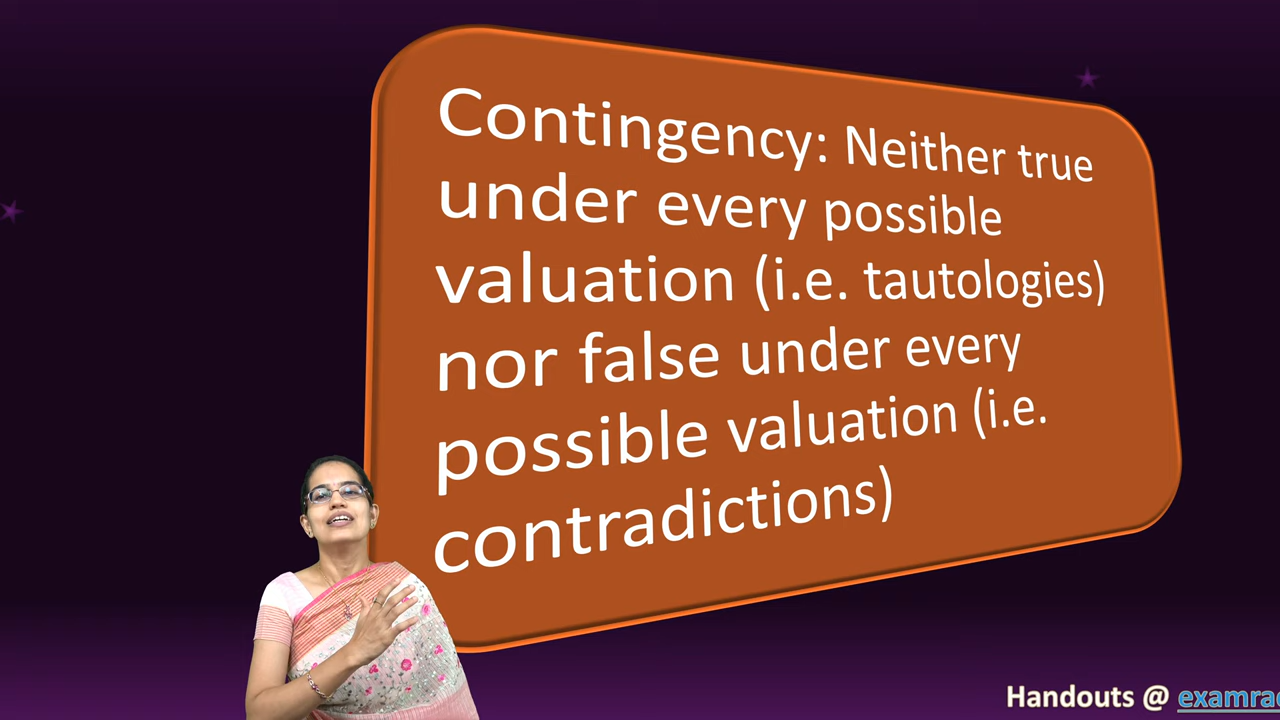 Contingency: Neither true
under every possible
valuation (i.e. tautologies)
nor false under every
possible valuation (i.e.
contradictions)
Handouts @